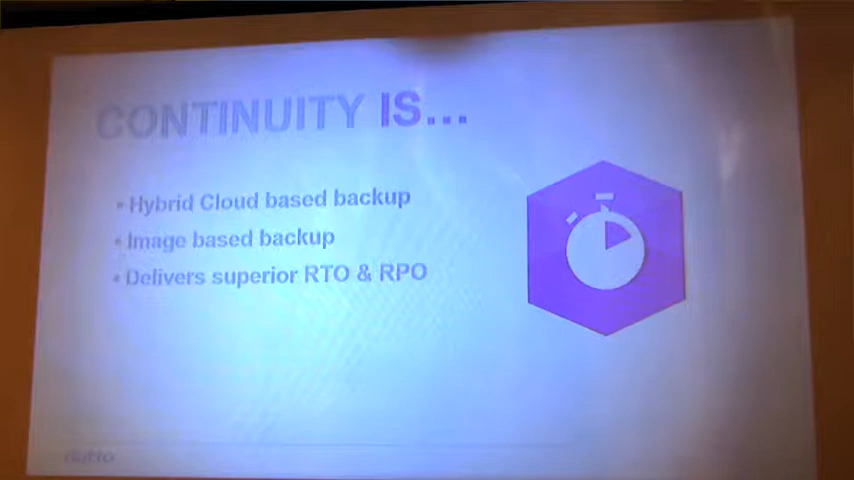 CONTINUITY IS...
• Hybrid Cloud based backup
• Image based backup
• Delivers superior RTO & RPO